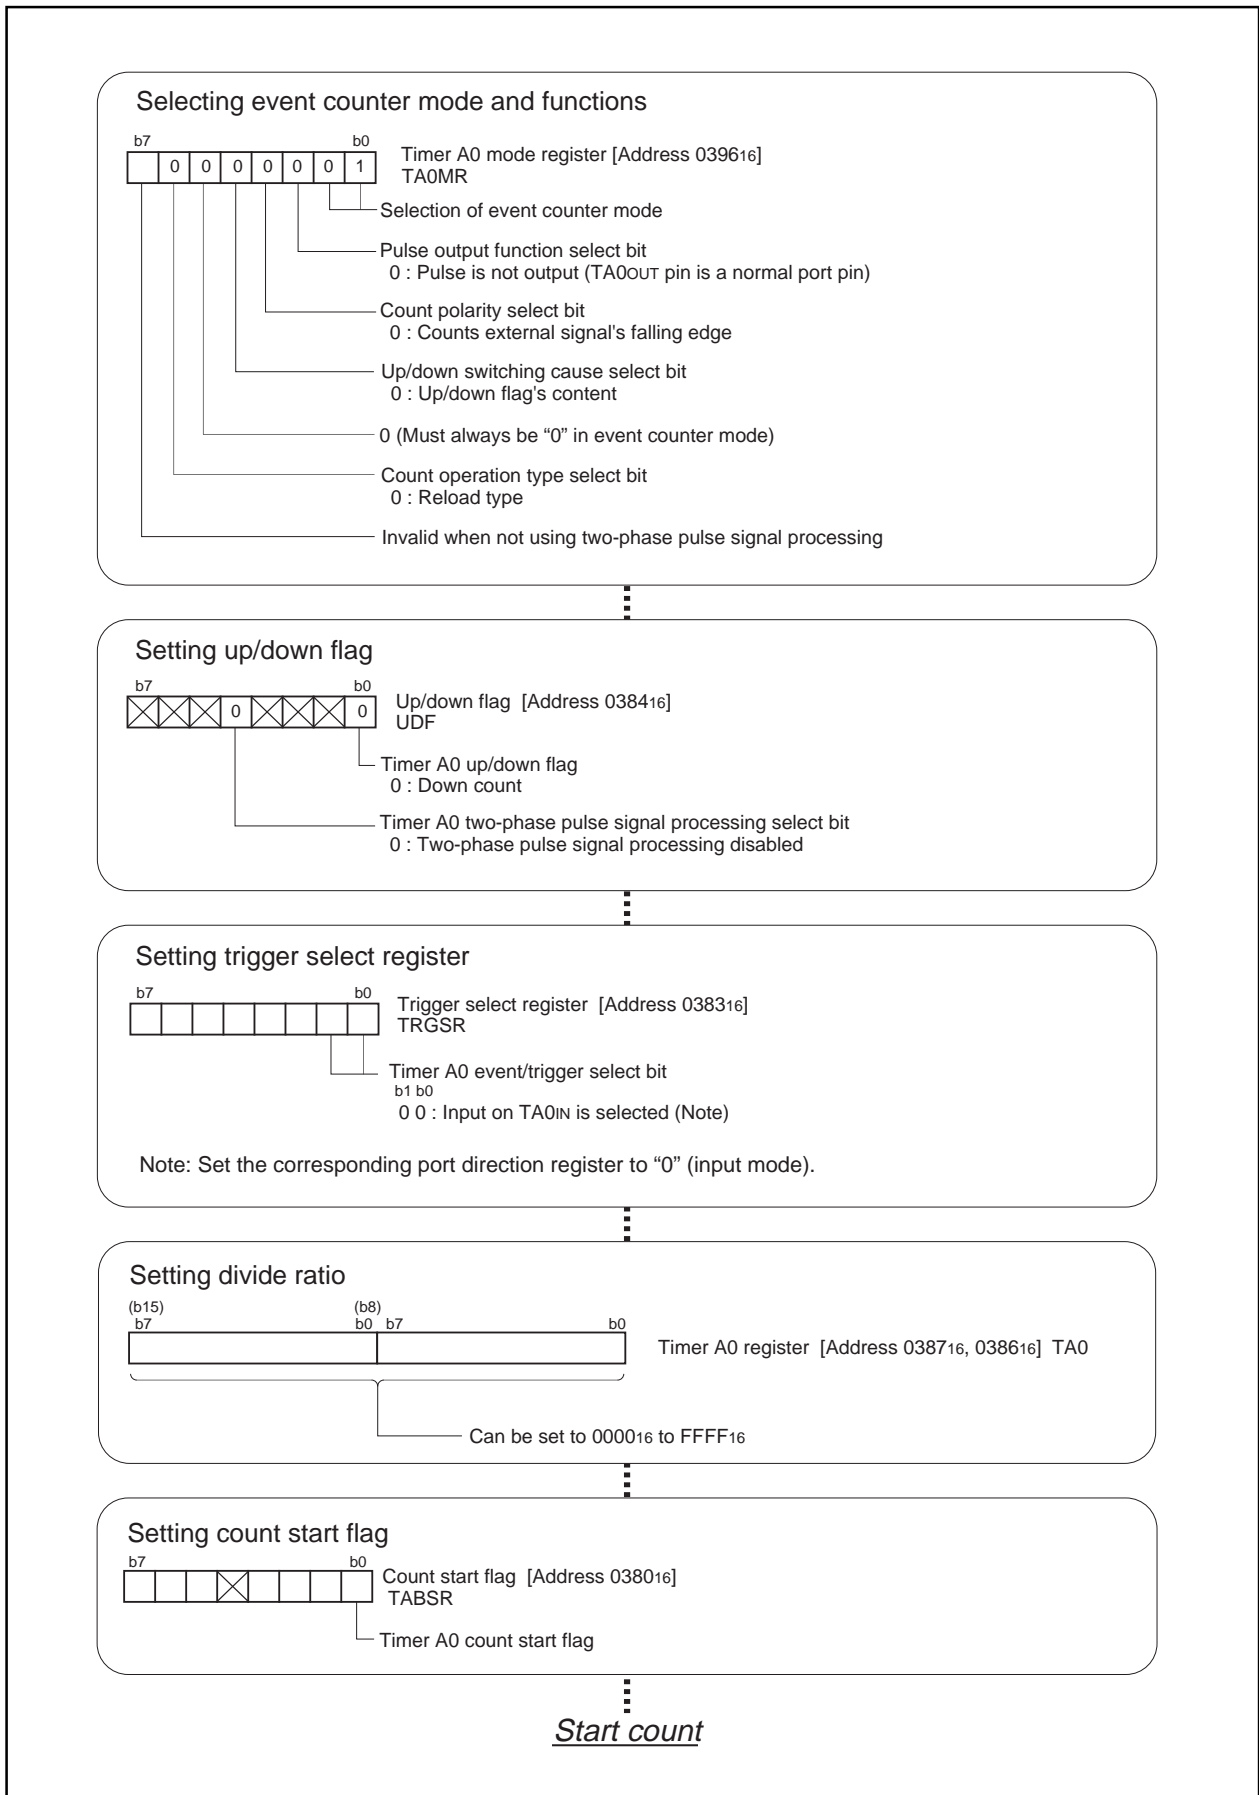 Selecting event counter mode and functions
b7 b0
0 0 0 0 0 0 1
Timer A0 mode register [Address 039616]
TA0MR
Selection of event counter mode
Pulse output function select bit
0 : Pulse is not output (TA0OUT pin is a normal port pin)
Count polarity select bit
0 : Counts external signal's falling edge
Up/down switching cause select bit
0 : Up/down flag's content
0 (Must always be “0” in event counter mode)
Count operation type select bit
0 : Reload type
Invalid when not using two-phase pulse signal processing
Setting up/down flag
b7 b0
0 0
Up/down flag [Address 038416]
UDF
Timer A0 up/down flag
0 : Down count
Timer A0 two-phase pulse signal processing select bit
0 : Two-phase pulse signal processing disabled
Setting trigger select register
b7 b0
Trigger select register [Address 038316]
TRGSR
Timer A0 event/trigger select bit
b1 b0
0 0 : Input on TA0IN is selected (Note)
Note: Set the corresponding port direction register to “0” (input mode).
Setting divide ratio
(b15) (b8)
b7 b0 b7 b0
Timer A0 register [Address 038716, 038616] TA0
Can be set to 000016 to FFFF16
Setting count start flag
b7 b0
Count start flag [Address 038016]
TABSR
Timer A0 count start flag
Start count